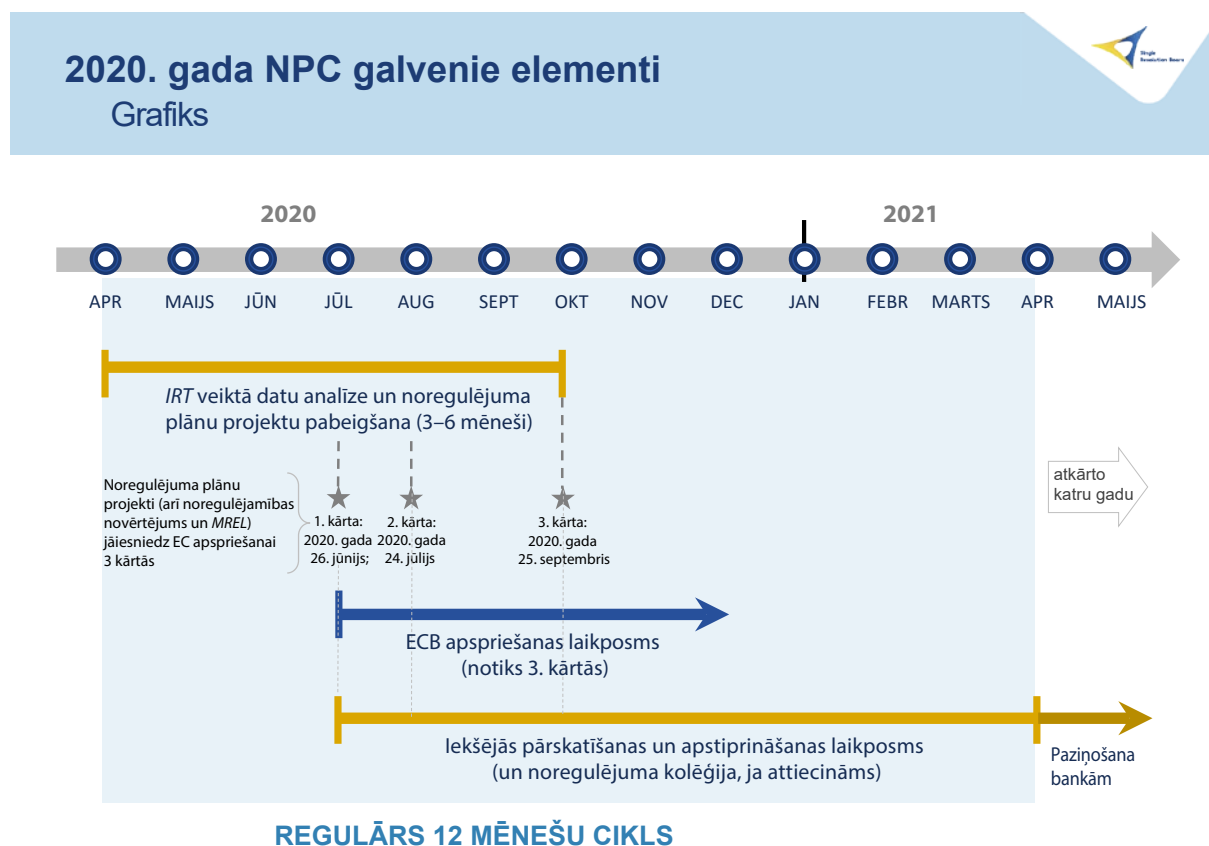 2020. gada NPC galvenie elementi
Grafiks
Single
Resolution Board
2020
2021
APR
MAIJS
JŪN
JŪL
AUG
SEPT
OKT
NOV
DEC
JAN
FEBR
MARTS
APR
MAIJS
IRT veiktā datu analīze un noregulējuma
plānu projektu pabeigšana (3–6 mēneši)
Noregulējuma plānu
projekti (arī noregulējamības
novērtējums un MREL)
jāiesniedz EC apspriešanai
3 kārtās
1. kārta:
2020. gada
26. jūnijs;
2. kārta:
2020. gada
24. jūlijs
3. kārta:
2020. gada
25. septembris
atkārto
katru gadu
ECB apspriešanas laikposms
(notiks 3. kārtās)
Iekšējās pārskatīšanas un apstiprināšanas laikposms
(un noregulējuma kolēģija, ja attiecināms)
Paziņošana
bankām
REGULĀRS 12 MĒNEŠU CIKLS